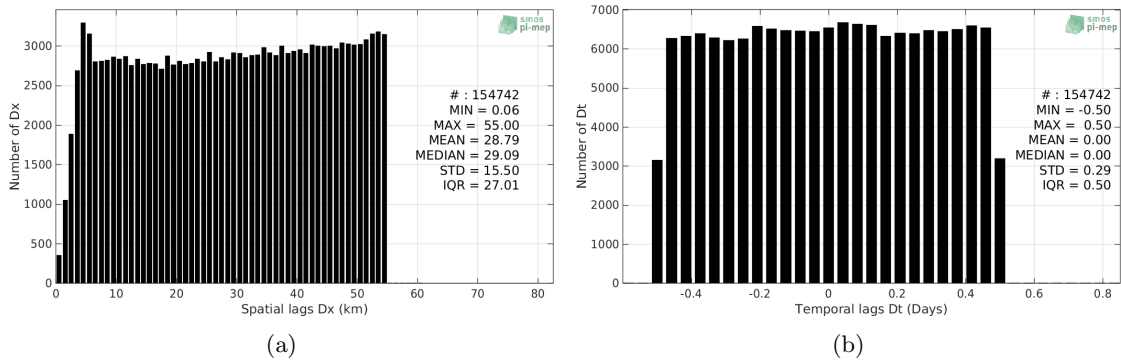 smos
pi-mep
Number of Dx
3000
2500
2000
1500
1000
500
0
# : 154742
MIN = 0.06
MAX = 55.00
MEAN = 28.79
MEDIAN = 29.09
STD = 15.50
IQR = 27.01
0 10 20 30 40 50 60 70 80
Spatial lags Dx (km)
(a)
smos
pi-mep
Number of Dt
7000
6000
5000
4000
3000
2000
1000
0
# : 154742
MIN = -0.50
MAX = 0.50
MEAN = 0.00
MEDIAN = 0.00
STD = 0.29
IQR = 0.50
-0.4 -0.2 0 0.2 0.4 0.6 0.8
Temporal lags Dt (Days)
(b)